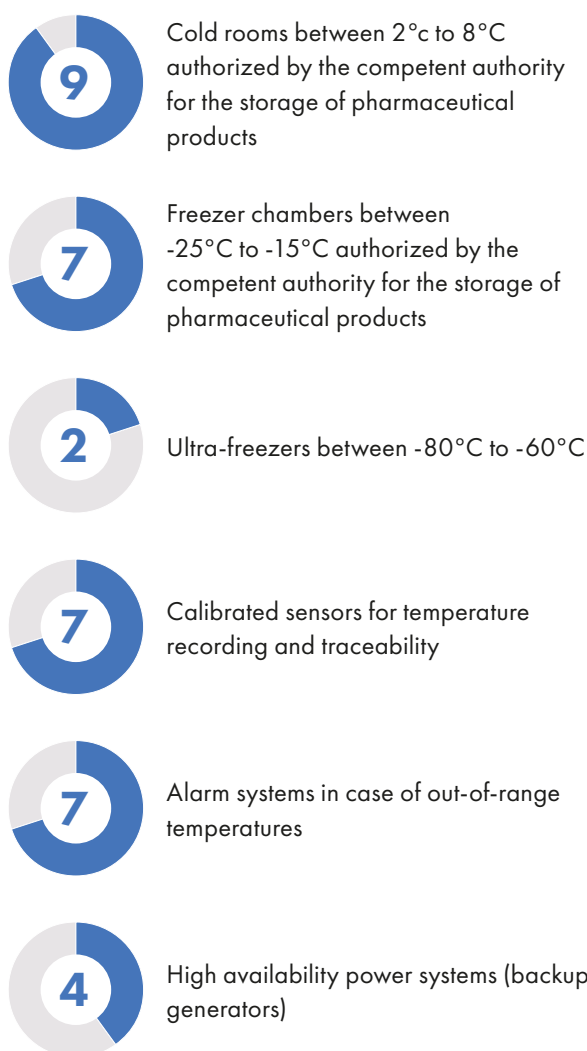 9
Cold rooms between 2°c to 8°C
authorized by the competent authority
for the storage of pharmaceutical
products
7
Freezer chambers between
-25°C to -15°C authorized by the
competent authority for the storage of
pharmaceutical products
2
Ultra-freezers between -80°C to -60°C
7
Calibrated sensors for temperature
recording and traceability
7
Alarm systems in case of out-of-range
temperatures
4
High availability power systems (backup
generators)